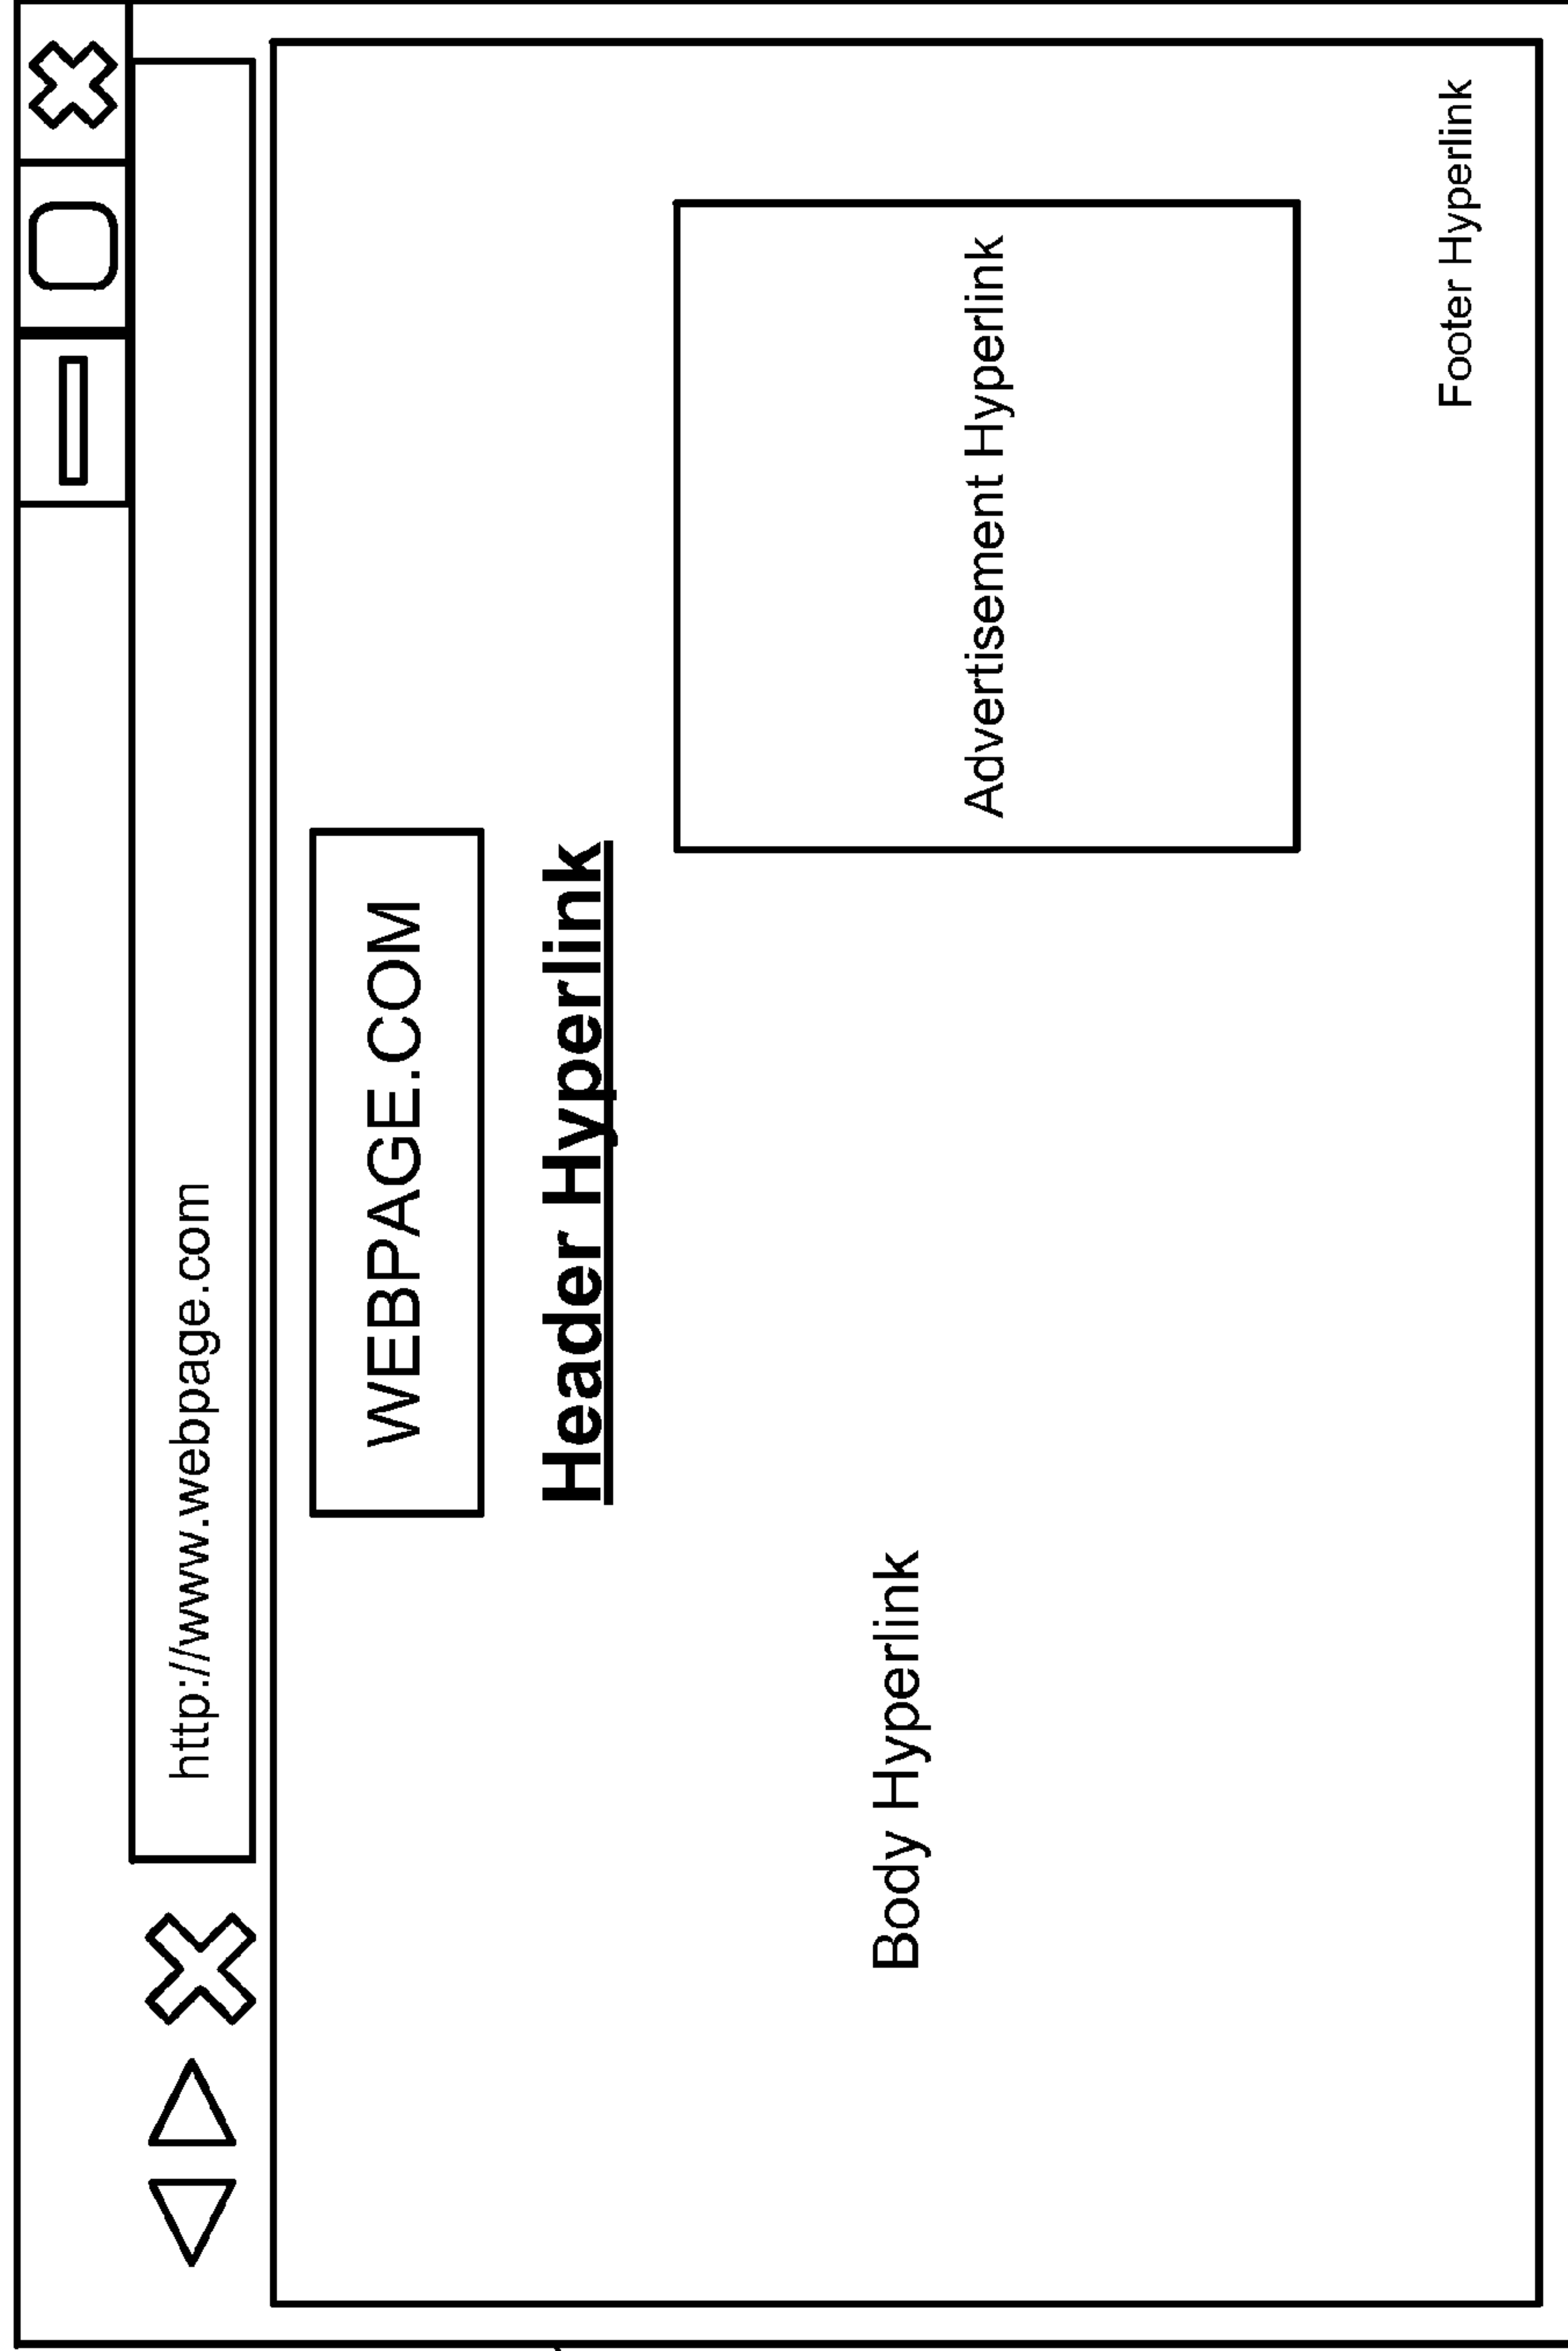 http://www.webpage.com
WEBPAGE.COM
Header Hyperlink
Body Hyperlink
Advertisement Hyperlink
Footer Hyperlink